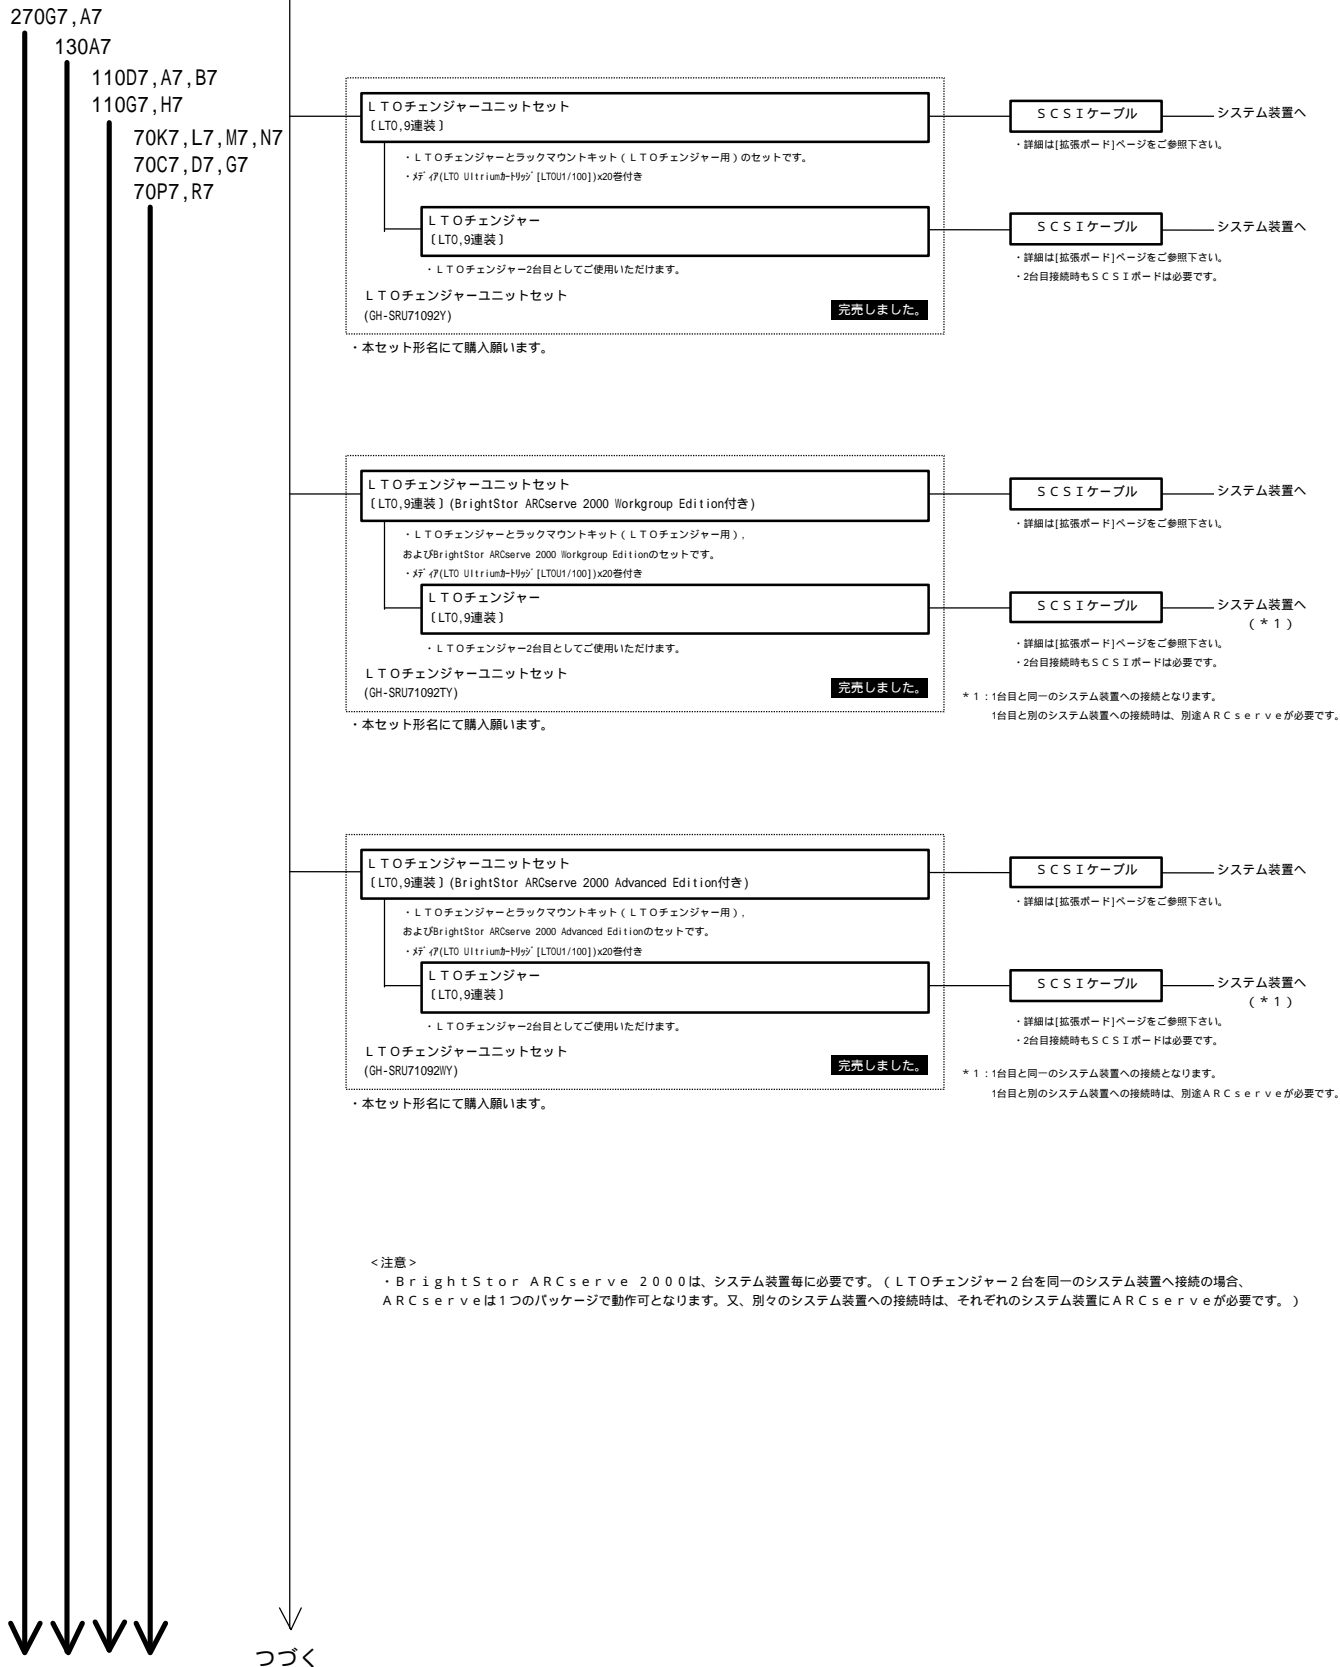 270G7,A7
130A7
110D7,A7,B7
110G7,H7
70K7,L7,M7,N7
70C7,D7,G7
70P7,R7
ＬＴＯチェンジャーユニットセット
〔LTO,9連装〕
・ＬＴＯチェンジャーとラックマウントキット（ＬＴＯチェンジャー用）のセットです。
・ﾒﾃﾞｨｱ(LTO Ultriumｶｰﾄﾘｯｼﾞ[LTOU1/100])x20巻付き
ＬＴＯチェンジャー
〔LTO,9連装〕
・ＬＴＯチェンジャー2台目としてご使用いただけます。
ＬＴＯチェンジャーユニットセット
(GH-SRU71092Y)
完売しました。
・本セット形名にて購入願います。
ＳＣＳＩケーブル
システム装置へ
・詳細は[拡張ボード]ページをご参照下さい。
ＳＣＳＩケーブル
システム装置へ
・詳細は[拡張ボード]ページをご参照下さい。
・2台目接続時もＳＣＳＩボードは必要です。
ＬＴＯチェンジャーユニットセット
〔LTO,9連装〕(BrightStor ARCserve 2000 Workgroup Edition付き)
・ＬＴＯチェンジャーとラックマウントキット（ＬＴＯチェンジャー用）,
およびBrightStor ARCserve 2000 Workgroup Editionのセットです。
・ﾒﾃﾞｨｱ(LTO Ultriumｶｰﾄﾘｯｼﾞ[LTOU1/100])x20巻付き
ＬＴＯチェンジャー
〔LTO,9連装〕
・ＬＴＯチェンジャー2台目としてご使用いただけます。
ＬＴＯチェンジャーユニットセット
(GH-SRU71092TY)
完売しました。
・本セット形名にて購入願います。
ＳＣＳＩケーブル
システム装置へ
・詳細は[拡張ボード]ページをご参照下さい。
ＳＣＳＩケーブル
システム装置へ
（＊１）
・詳細は[拡張ボード]ページをご参照下さい。
・2台目接続時もＳＣＳＩボードは必要です。
＊１：1台目と同一のシステム装置への接続となります。
1台目と別のシステム装置への接続時は、別途ＡＲＣｓｅｒｖｅが必要です。
ＬＴＯチェンジャーユニットセット
〔LTO,9連装〕(BrightStor ARCserve 2000 Advanced Edition付き)
・ＬＴＯチェンジャーとラックマウントキット（ＬＴＯチェンジャー用）,
およびBrightStor ARCserve 2000 Advanced Editionのセットです。
・ﾒﾃﾞｨｱ(LTO Ultriumｶｰﾄﾘｯｼﾞ[LTOU1/100])x20巻付き
ＬＴＯチェンジャー
〔LTO,9連装〕
・ＬＴＯチェンジャー2台目としてご使用いただけます。
ＬＴＯチェンジャーユニットセット
(GH-SRU71092WY)
完売しました。
・本セット形名にて購入願います。
ＳＣＳＩケーブル
システム装置へ
・詳細は[拡張ボード]ページをご参照下さい。
ＳＣＳＩケーブル
システム装置へ
（＊１）
・詳細は[拡張ボード]ページをご参照下さい。
・2台目接続時もＳＣＳＩボードは必要です。
＊１：1台目と同一のシステム装置への接続となります。
1台目と別のシステム装置への接続時は、別途ＡＲＣｓｅｒｖｅが必要です。
<注意>
・ＢｒｉｇｈｔＳｔｏｒ ＡＲＣｓｅｒｖｅ ２０００は、システム装置毎に必要です。（ＬＴＯチェンジャー２台を同一のシステム装置へ接続の場合、
ＡＲＣｓｅｒｖｅは１つのパッケージで動作可となります。又、別々のシステム装置への接続時は、それぞれのシステム装置にＡＲＣｓｅｒｖｅが必要です。）
つづく